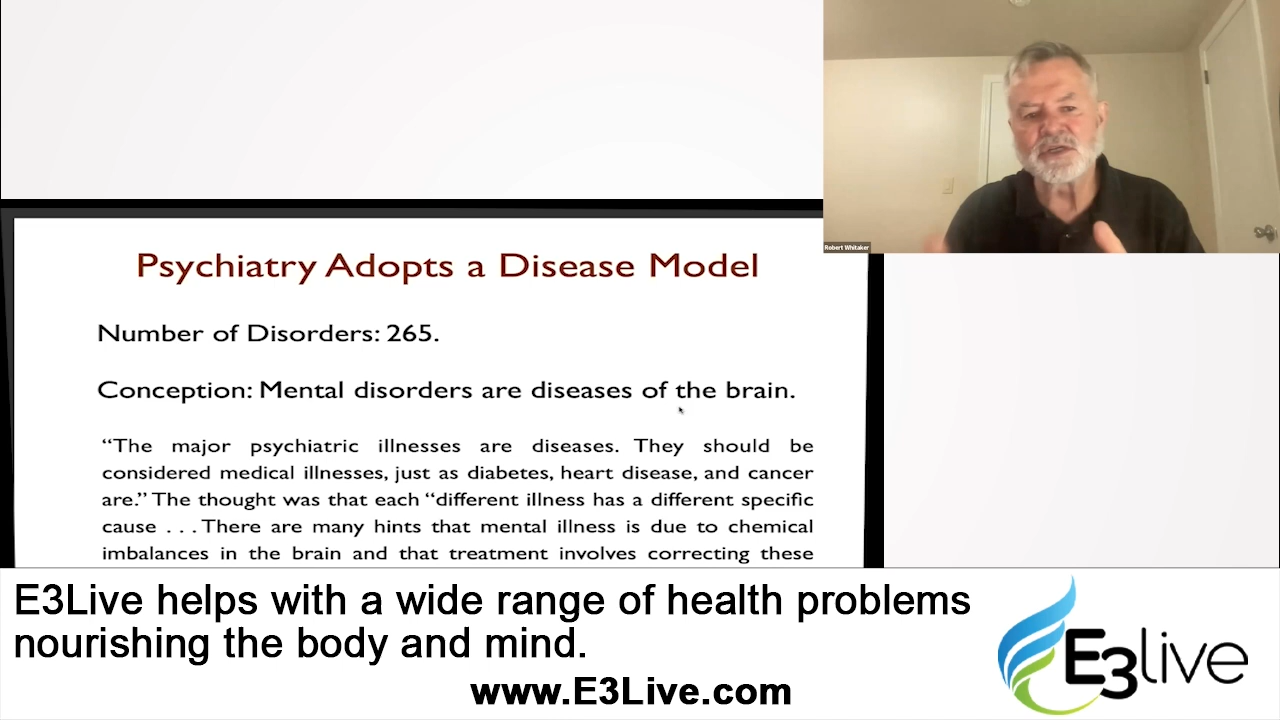 Robert Whitaker
Psychiatry Adopts a Disease Model
Number of Disorders: 265.
Conception: Mental disorders are diseases of the brain.
“The major psychiatric illnesses are diseases. They should be
considered medical illnesses, just as diabetes, heart disease, and cancer
are.” The thought was that each “different illness has a different specific
cause . . . There are many hints that mental illness is due to chemical
imbalances in the brain and that treatment involves correcting these
E3Live helps with a wide range of health problems
nourishing the body and mind.
www.E3Live.com
E3live